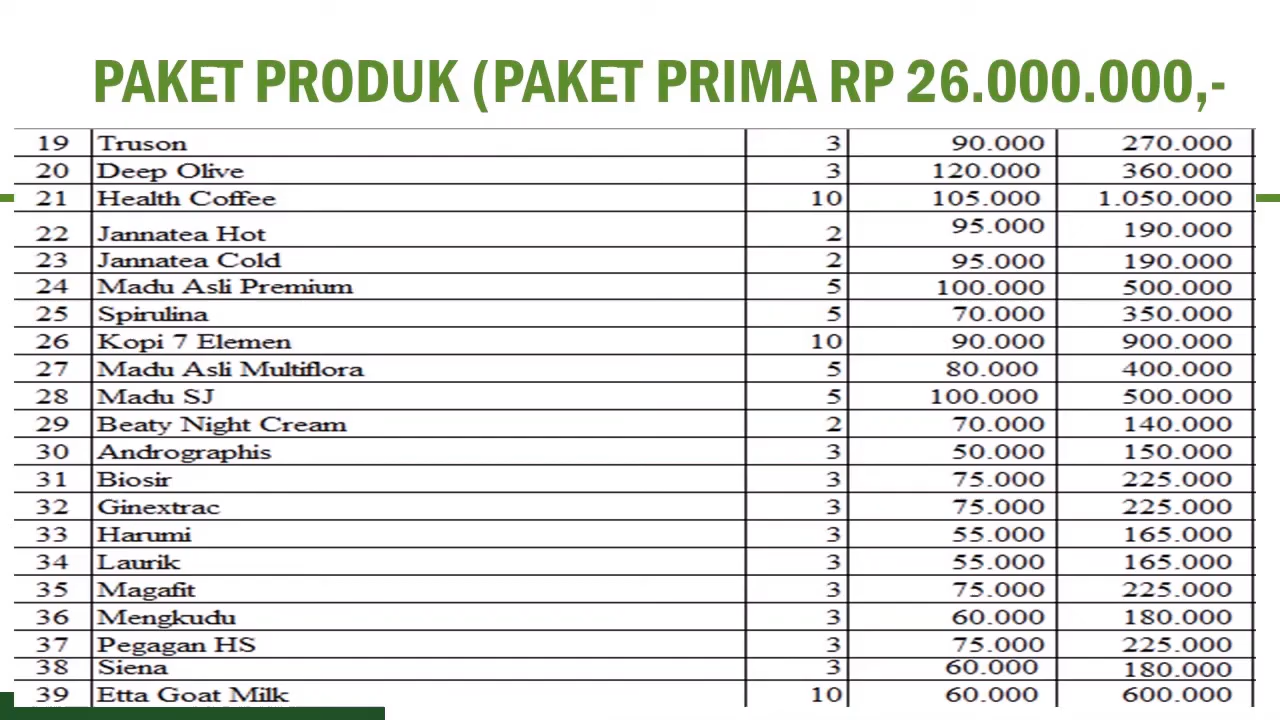 PAKET PRODUK (PAKET PRIMA RP 26.000.000,-
19 Truson 3 90.000 270.000
20 Deep Olive 3 120.000 360.000
21 Health Coffee 10 105.000 1.050.000
22 Jannatea Hot 2 95.000 190.000
23 Jannatea Cold 2 95.000 190.000
24 Madu Asli Premium 5 100.000 500.000
25 Spirulina 5 70.000 350.000
26 Kopi 7 Elemen 10 90.000 900.000
27 Madu Asli Multiflora 5 80.000 400.000
28 Madu SJ 5 100.000 500.000
29 Beaty Night Cream 2 70.000 140.000
30 Andrographis 3 50.000 150.000
31 Biosir 3 75.000 225.000
32 Ginextrac 3 75.000 225.000
33 Harumi 3 55.000 165.000
34 Laurik 3 55.000 165.000
35 Magafit 3 75.000 225.000
36 Mengkudu 3 60.000 180.000
37 Pegagan HS 3 75.000 225.000
38 Siena 3 60.000 180.000
39 Etta Goat Milk 10 60.000 600.000